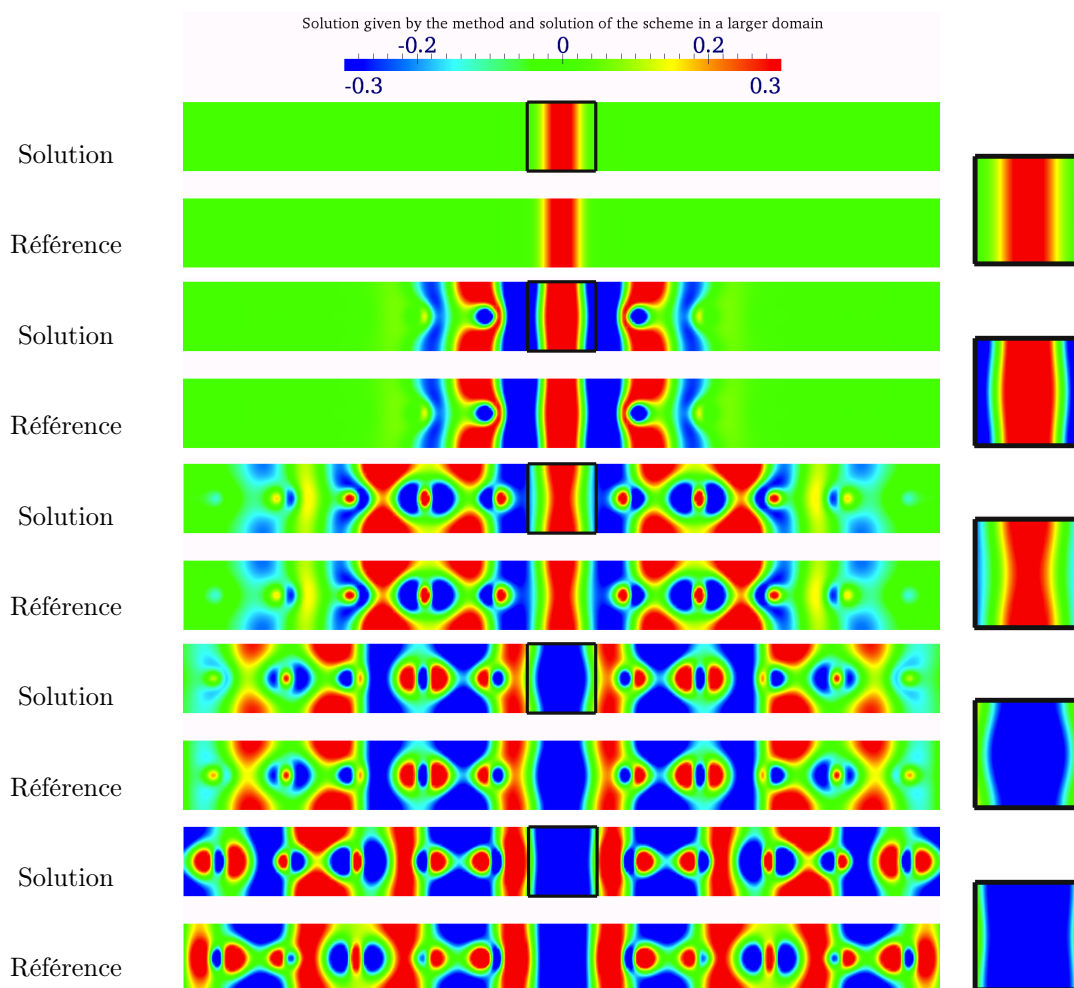 Solution given by the method and solution of the scheme in a larger domain
-0.2 0 0.2
-0.3 0.3
Solution
Référence
Solution
Référence
Solution
Référence
Solution
Référence
Solution
Référence